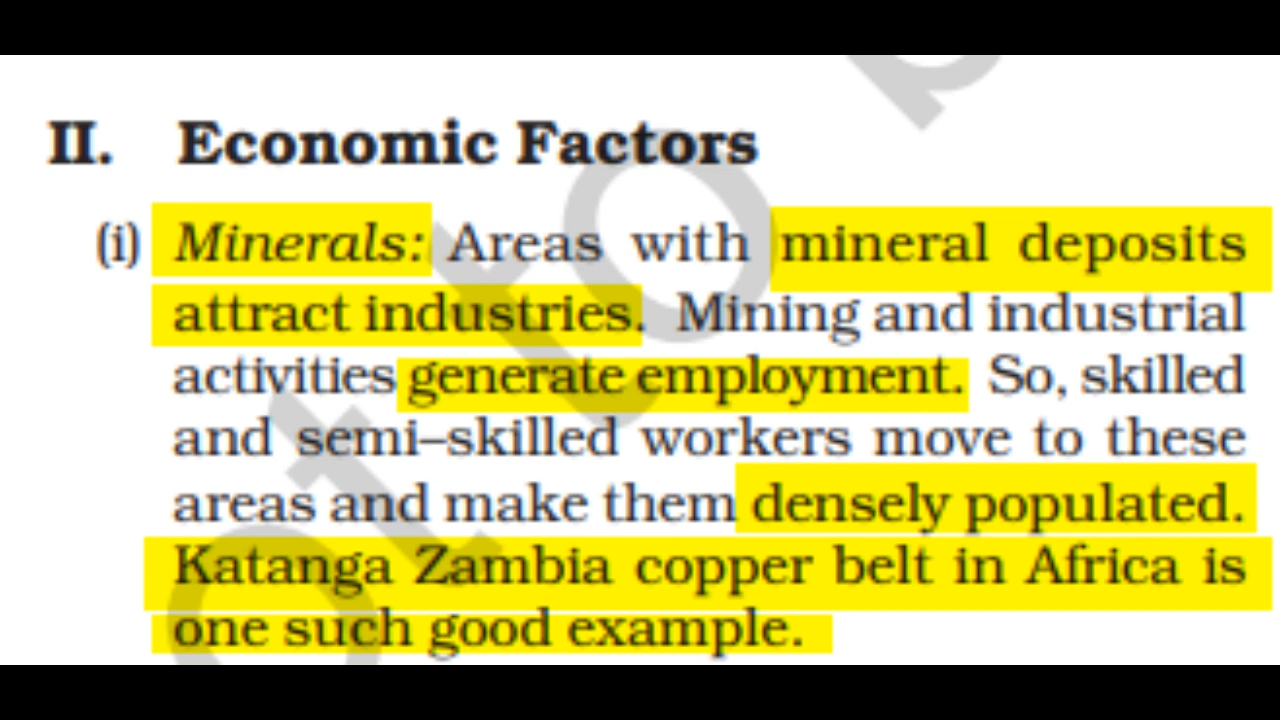 II. Economic Factors
(i) Minerals: Areas with mineral deposits
attract industries. Mining and industrial
activities generate employment. So, skilled
and semi–skilled workers move to these
areas and make them densely populated.
Katanga Zambia copper belt in Africa is
one such good example.